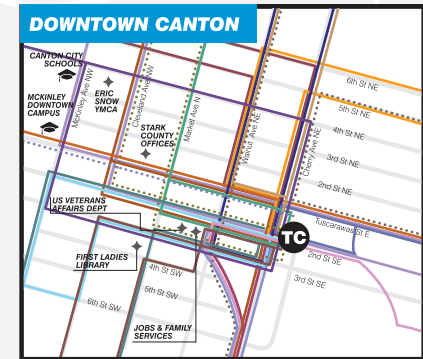 DOWNTOWN CANTON
CANTON CITY
SCHOOLS
MCKINLEY
DOWNTOWN
CAMPUS
ERIC
SNOW
YMCA
STARK
COUNTY
OFFICES
McKinley Ave NW
Cleveland Ave NW
Market Ave N
Walnut Ave NE
Cherry Ave NE
6th St NE
5th St NE
4th St NE
3rd St NE
2nd St NE
Tuscarawas St E
US VETERANS
AFFAIRS DEPT
TC
FIRST LADIES
LIBRARY
2nd St SE
3rd St SE
4th St SW
5th St SW
6th St SW
JOBS & FAMILY
SERVICES